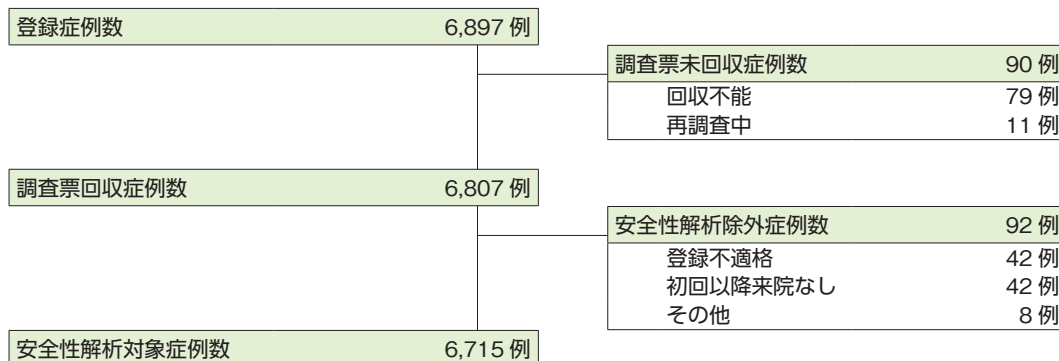 登録症例数 6,897 例
調査票未回収症例数 90 例
回収不能 79 例
再調査中 11 例
調査票回収症例数 6,807 例
安全性解析除外症例数 92 例
登録不適格 42 例
初回以降来院なし 42 例
その他 8 例
安全性解析対象症例数 6,715 例